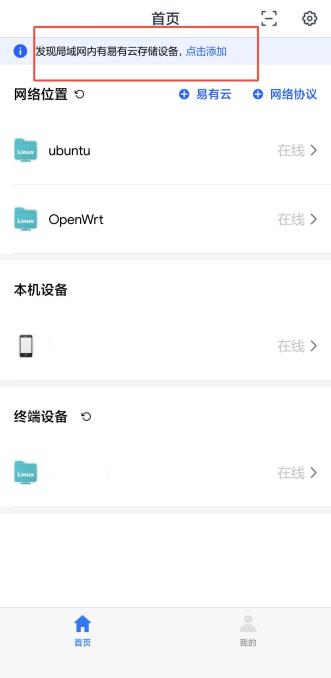 首页
发现局域网内有易有云存储设备，点击添加
网络位置 易有云 网络协议
Linux ubuntu 在线
Linux OpenWrt 在线
本机设备
在线
终端设备
Linux 在线
首页 我的